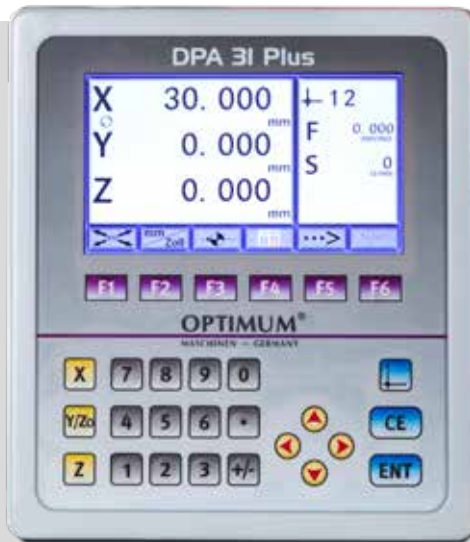 DPA 31 Plus
X 30.000 mm
Y 0.000 mm
Z 0.000 mm
12
F 0.000
S 0
mm Zoll
F1 F2 F3 F4 F5 F6
OPTIMUM®
MASCHINEN - GERMANY
X 7 8 9 0
Y/Zo 4 5 6 •
CE
Z 1 2 3 +/-
ENT